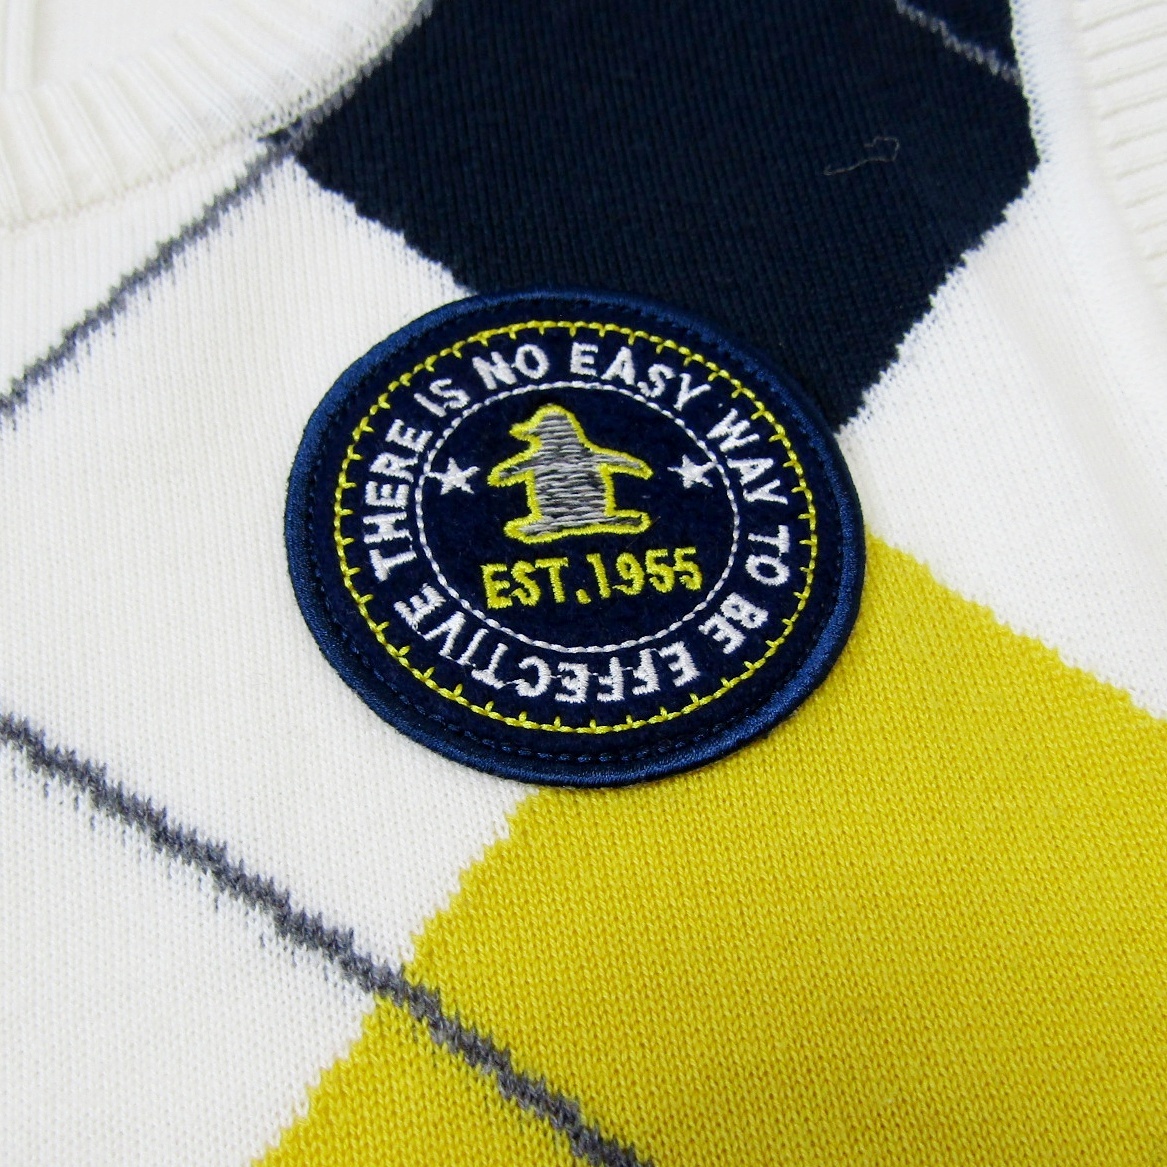 THERE IS NO EASY WAY TO BE EFFECTIVE
EST.1955